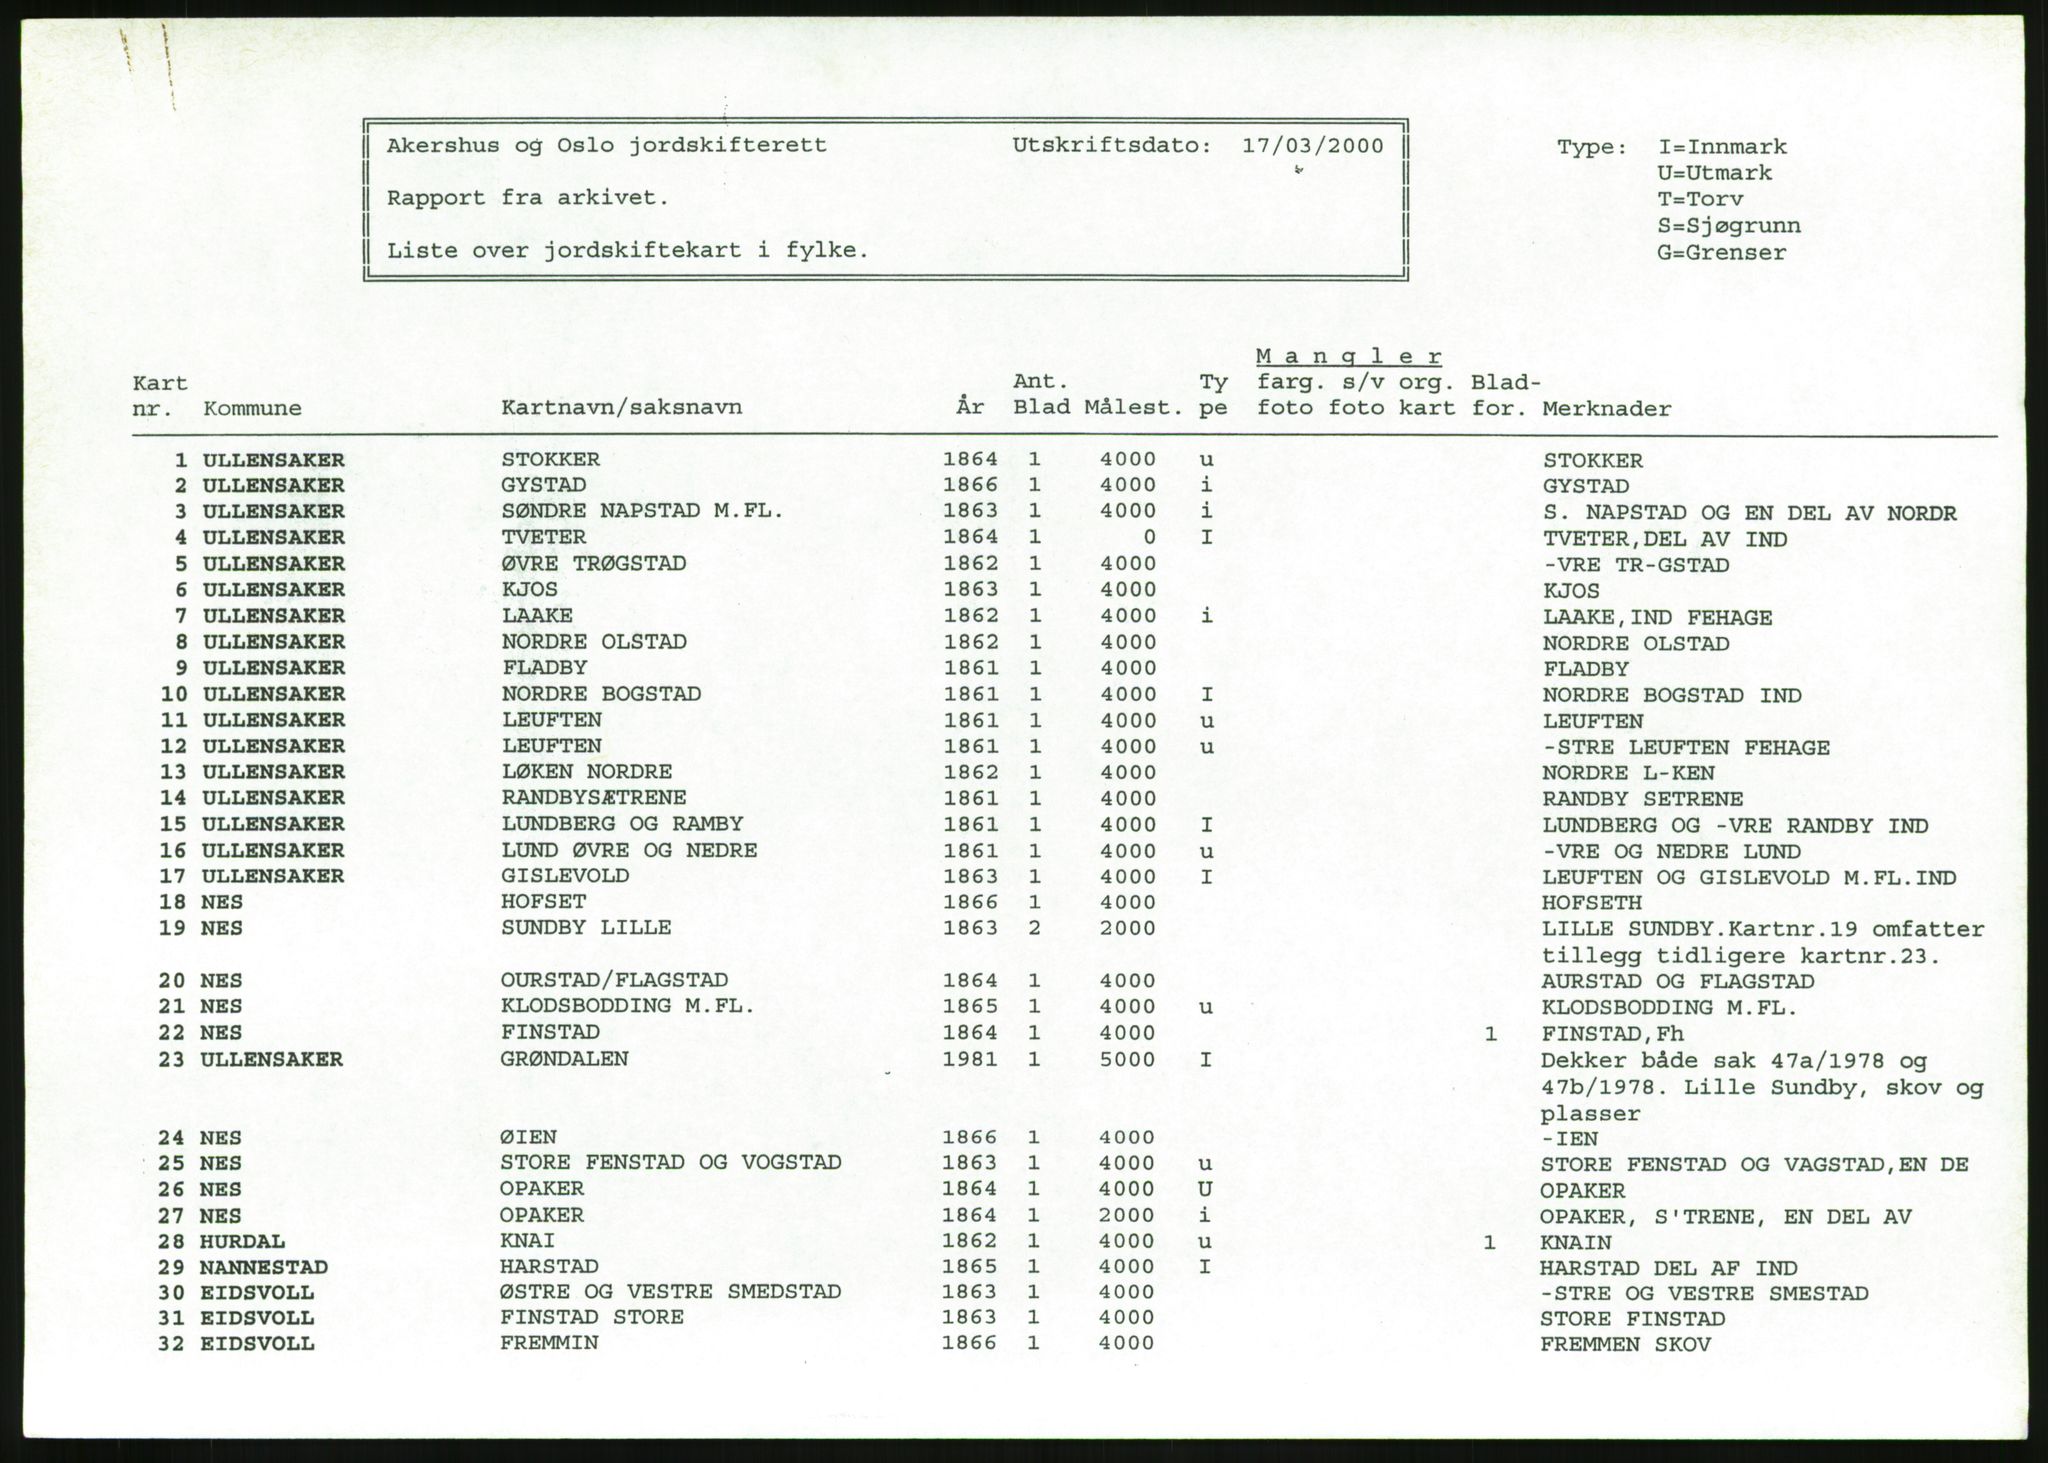 Akershus og Oslo jordskifterett Utskriftsdato: 17/03/2000 Type: I=Innmark
U=Utmark
Rapport fra arkivet. T=Torv
S=Sjøgrunn
Liste over jordskiftekart i fylke. G=Grenser
M a n g l e r
Kart Ant. Ty farg. s/v org. Blad-
nr. Kommune Kartnavn/saksnavn År Blad Målest. pe foto foto kart for. Merknader
1 ULLENSAKER STOKKER 1864 1 4000 u STOKKER
2 ULLENSAKER GYSTAD 1866 1 4000 i GYSTAD
3 ULLENSAKER SØNDRE NAPSTAD M.FL. 1863 1 4000 i S. NAPSTAD OG EN DEL AV NORDR
4 ULLENSAKER TVETER 1864 1 0 I TVETER,DEL AV IND
5 ULLENSAKER ØVRE TRØGSTAD 1862 1 4000 -VRE TR-GSTAD
6 ULLENSAKER KJOS 1863 1 4000 KJOS
7 ULLENSAKER LAAKE 1862 1 4000 i LAAKE,IND FEHAGE
8 ULLENSAKER NORDRE OLSTAD 1862 1 4000 NORDRE OLSTAD
9 ULLENSAKER FLADBY 1861 1 4000 FLADBY
10 ULLENSAKER NORDRE BOGSTAD 1861 1 4000 I NORDRE BOGSTAD IND
11 ULLENSAKER LEUFTEN 1861 1 4000 u LEUFTEN
12 ULLENSAKER LEUFTEN 1861 1 4000 u -STRE LEUFTEN FEHAGE
13 ULLENSAKER LØKEN NORDRE 1862 1 4000 NORDRE L-KEN
14 ULLENSAKER RANDBYSÆTRENE 1861 1 4000 RANDBY SETRENE
15 ULLENSAKER LUNDBERG OG RAMBY 1861 1 4000 I LUNDBERG OG -VRE RANDBY IND
16 ULLENSAKER LUND ØVRE OG NEDRE 1861 1 4000 u -VRE OG NEDRE LUND
17 ULLENSAKER GISLEVOLD 1863 1 4000 I LEUFTEN OG GISLEVOLD M.FL.IND
18 NES HOFSET 1866 1 4000 HOFSETH
19 NES SUNDBY LILLE 1863 2 2000 LILLE SUNDBY.Kartnr.19 omfatter
tillegg tidligere kartnr.23.
20 NES OURSTAD/FLAGSTAD 1864 1 4000 AURSTAD OG FLAGSTAD
21 NES KLODSBODDING M.FL. 1865 1 4000 u KLODSBODDING M.FL.
22 NES FINSTAD 1864 1 4000 1 FINSTAD,Fh
23 ULLENSAKER GRØNDALEN 1981 1 5000 I Dekker både sak 47a/1978 og
47b/1978. Lille Sundby, skov og
plasser
24 NES ØIEN 1866 1 4000 -IEN
25 NES STORE FENSTAD OG VOGSTAD 1863 1 4000 u STORE FENSTAD OG VAGSTAD,EN DE
26 NES OPAKER 1864 1 4000 U OPAKER
27 NES OPAKER 1864 1 2000 i OPAKER, S'TRENE, EN DEL AV
28 HURDAL KNAI 1862 1 4000 u 1 KNAIN
29 NANNESTAD HARSTAD 1865 1 4000 I HARSTAD DEL AF IND
30 EIDSVOLL ØSTRE OG VESTRE SMEDSTAD 1863 1 4000 -STRE OG VESTRE SMESTAD
31 EIDSVOLL FINSTAD STORE 1863 1 4000 STORE FINSTAD
32 EIDSVOLL FREMMIN 1866 1 4000 FREMMEN SKOV